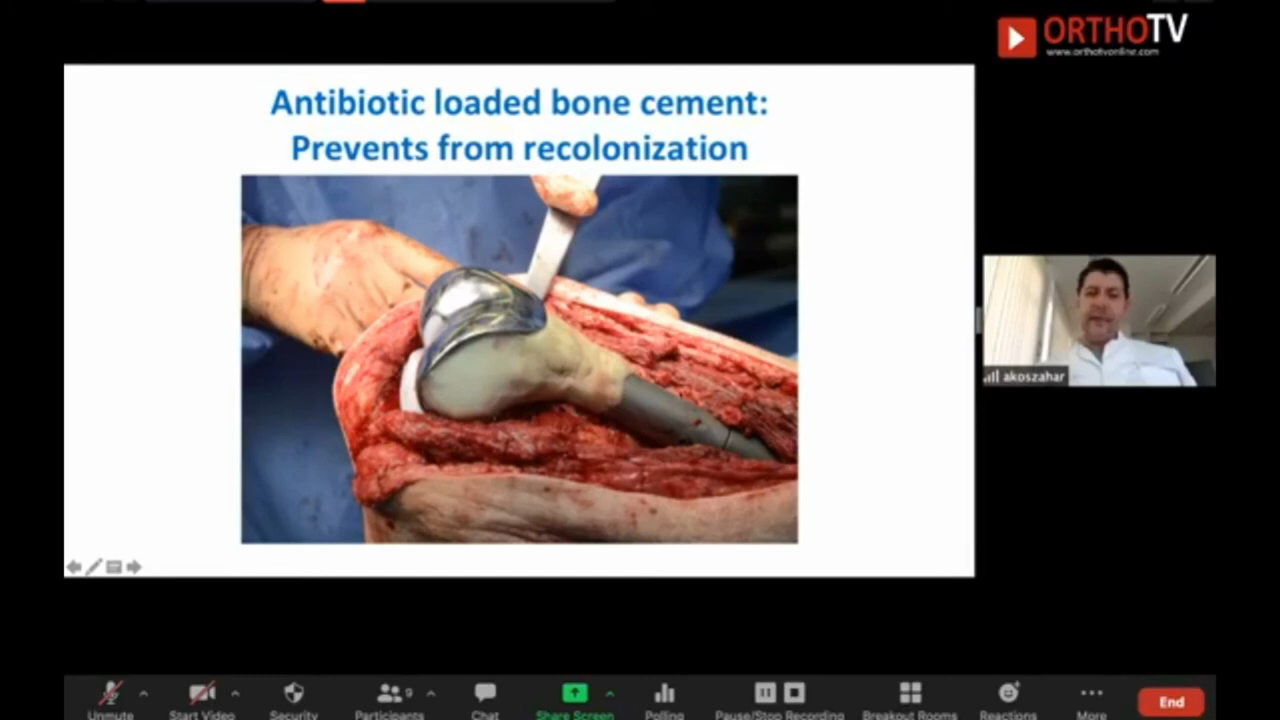 ORTHOTV
www.orthotvonline.com
Antibiotic loaded bone cement:
Prevents from recolonization
akoszahar
9
Unmute
Start Video
Security
Participants
Chat
Share Screen
Polling
Pause/Stop Recording
Breakout Rooms
Reactions
More
End